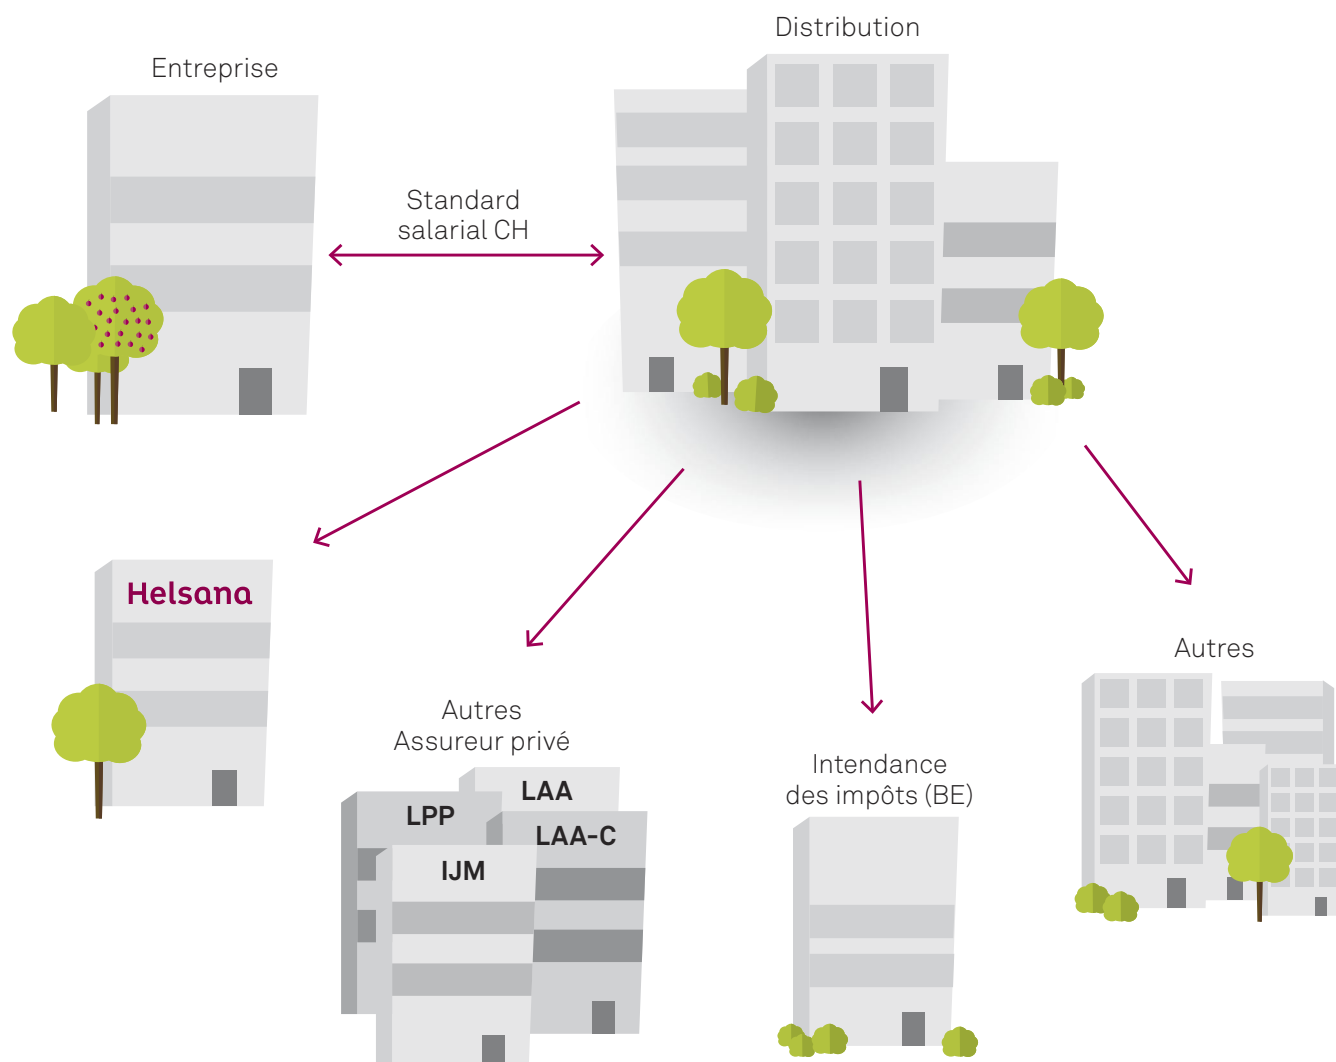 Distribution
Entreprise
Standard
salarial CH
Helsana
Autres
Autres
Assureur privé
Intendance
des impôts (BE)
LAA
LPP
LAA-C
IJM